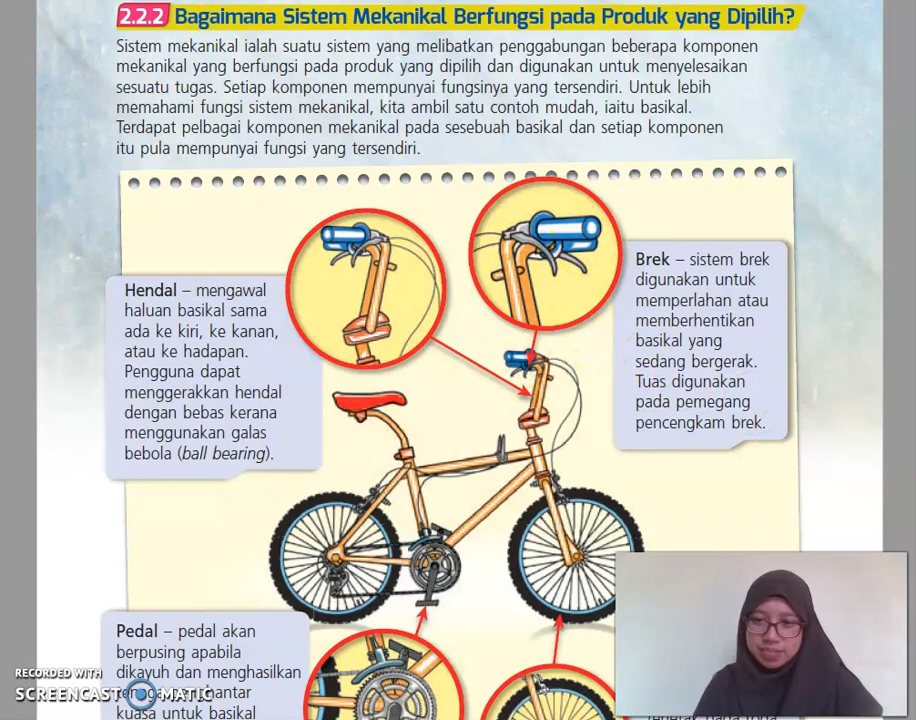 2.2.2 Bagaimana Sistem Mekanikal Berfungsi pada Produk yang Dipilih?
Sistem mekanikal ialah suatu sistem yang melibatkan penggabungan beberapa komponen
mekanikal yang berfungsi pada produk yang dipilih dan digunakan untuk menyelesaikan
sesuatu tugas. Setiap komponen mempunyai fungsinya yang tersendiri. Untuk lebih
memahami fungsi sistem mekanikal, kita ambil satu contoh mudah, iaitu basikal.
Terdapat pelbagai komponen mekanikal pada sesebuah basikal dan setiap komponen
itu pula mempunyai fungsi yang tersendiri.
Hendal – mengawal
haluan basikal sama
ada ke kiri, ke kanan,
atau ke hadapan.
Pengguna dapat
menggerakkan hendal
dengan bebas kerana
menggunakan galas
bebola (ball bearing).
Brek – sistem brek
digunakan untuk
memperlahan atau
memberhentikan
basikal yang
sedang bergerak.
Tuas digunakan
pada pemegang
pencengkam brek.
Pedal – pedal akan
berpusing apabila
dikayuh dan menghasilkan
kuasa untuk basikal
RECORDED WITH
SCREENCAST MATIC